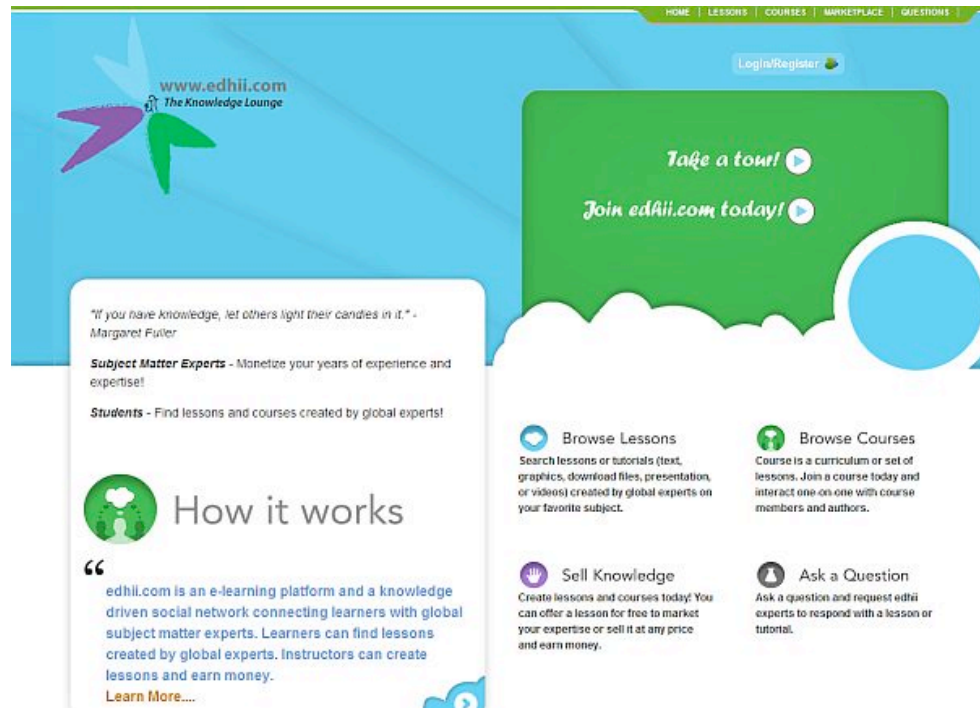 HOME | LESSONS | COURSES | MARKETPLACE | QUESTIONS |
Login/Register
www.edhii.com
The Knowledge Lounge
Take a tour!
Join edhii.com today!
"If you have knowledge, let others light their candles in it." -
Margaret Fuller
Subject Matter Experts - Monetize your years of experience and
expertise!
Students - Find lessons and courses created by global experts!
How it works
“
edhii.com is an e-learning platform and a knowledge
driven social network connecting learners with global
subject matter experts. Learners can find lessons
created by global experts. Instructors can create
lessons and earn money.
Learn More....
Browse Lessons
Search lessons or tutorials (text,
graphics, download files, presentation,
or videos) created by global experts on
your favorite subject.
Browse Courses
Course is a curriculum or set of
lessons. Join a course today and
interact one on one with course
members and authors.
Sell Knowledge
Create lessons and courses today! You
can offer a lesson for free to market
your expertise or sell it at any price
and earn money.
Ask a Question
Ask a question and request edhii
experts to respond with a lesson or
tutorial.